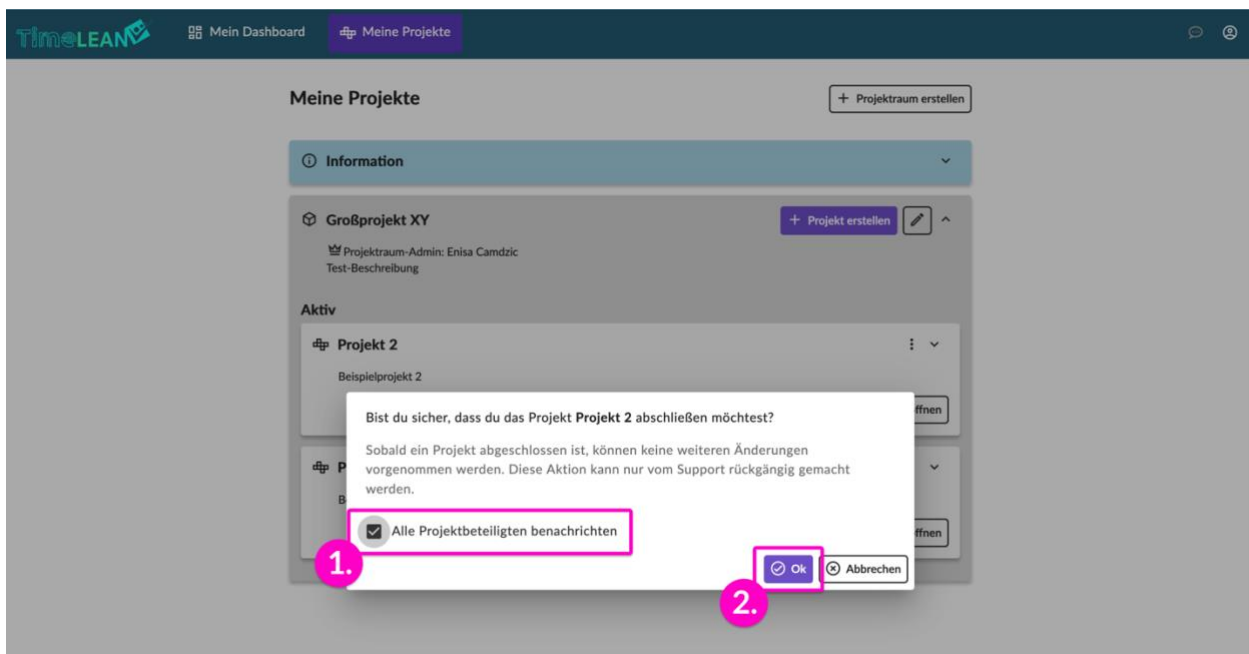 TimeLEAN
Mein Dashboard
Meine Projekte
Meine Projekte
+ Projektraum erstellen
Information
Großprojekt XY
+ Projekt erstellen
Projektraum-Admin: Enisa Camdzic
Test-Beschreibung
Aktiv
Projekt 2
Beispielprojekt 2
ffnen
Bist du sicher, dass du das Projekt Projekt 2 abschließen möchtest?
Sobald ein Projekt abgeschlossen ist, können keine weiteren Änderungen
vorgenommen werden. Diese Aktion kann nur vom Support rückgängig gemacht
werden.
P
B
Alle Projektbeteiligten benachrichten
ffnen
1.
Ok
Abbrechen
2.